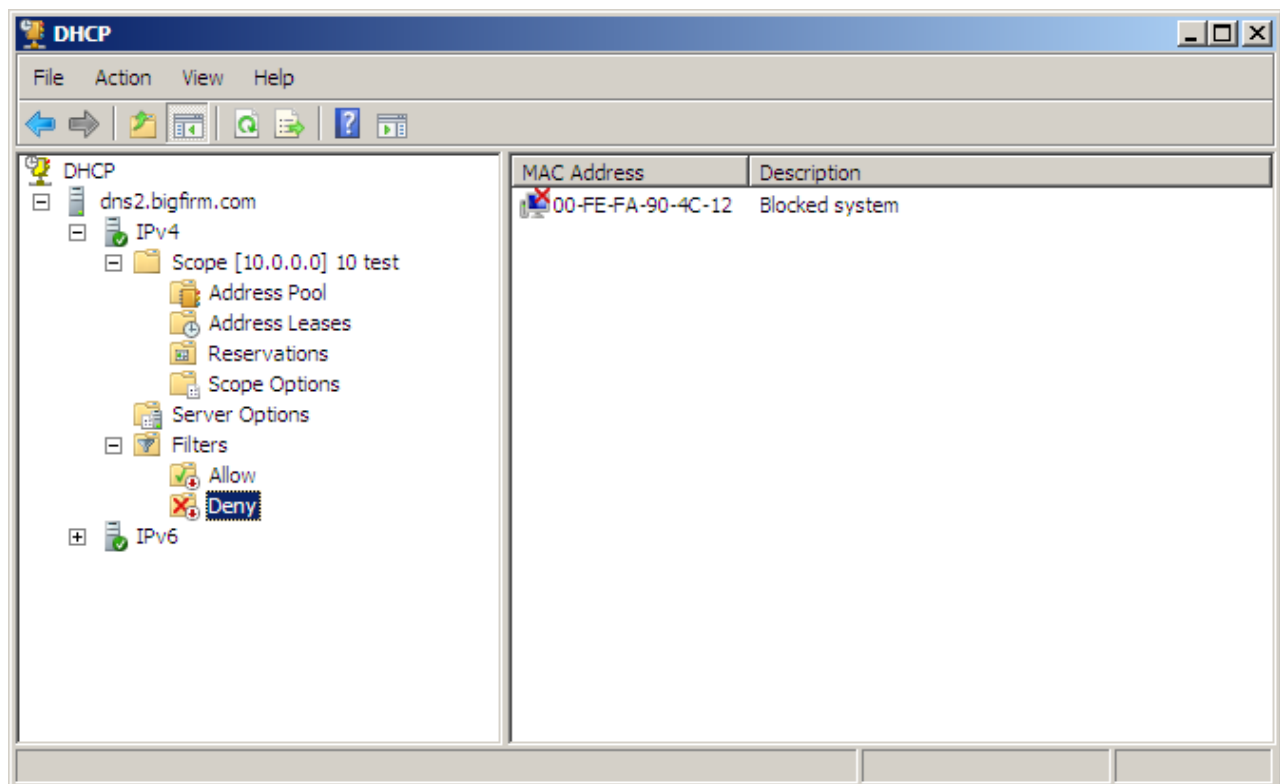 DHCP
File Action View Help
DHCP
dns2.bigfirm.com
IPv4
Scope [10.0.0.0] 10 test
Address Pool
Address Leases
Reservations
Scope Options
Server Options
Filters
Allow
Deny
IPv6
MAC Address Description
00-FE-FA-90-4C-12 Blocked system